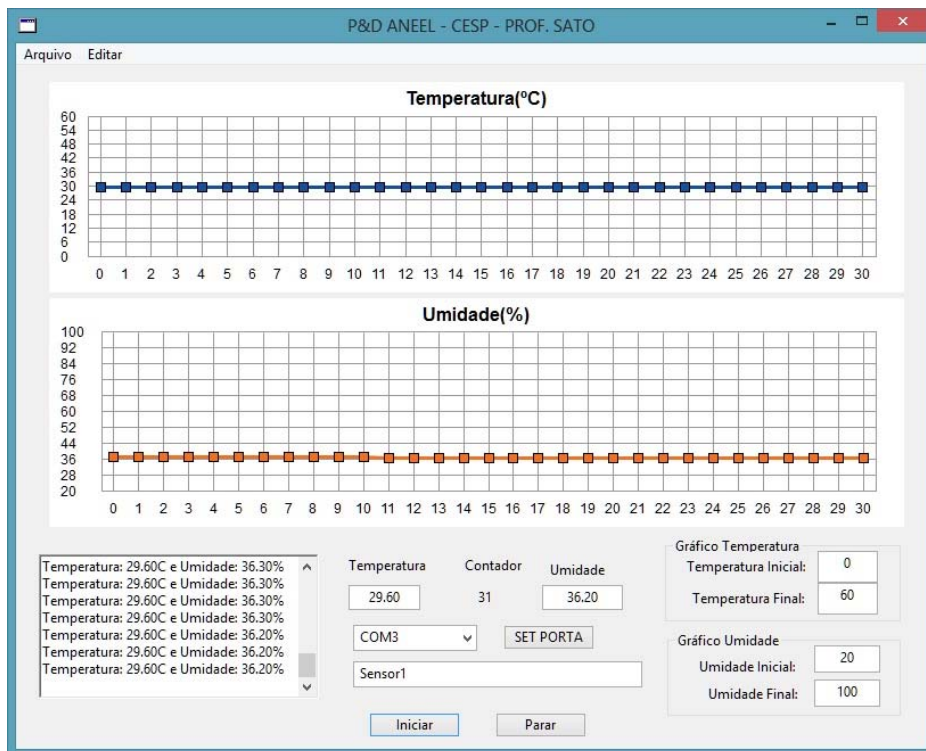 P&D ANEEL - CESP - PROF. SATO
Arquivo Editar
Temperatura(ºC)
60
54
48
42
36
30
24
18
12
6
0
0 1 2 3 4 5 6 7 8 9 10 11 12 13 14 15 16 17 18 19 20 21 22 23 24 25 26 27 28 29 30
Umidade(%)
100
92
84
76
68
60
52
44
36
28
20
0 1 2 3 4 5 6 7 8 9 10 11 12 13 14 15 16 17 18 19 20 21 22 23 24 25 26 27 28 29 30
Temperatura: 29.60C e Umidade: 36.30%
Temperatura: 29.60C e Umidade: 36.30%
Temperatura: 29.60C e Umidade: 36.30%
Temperatura: 29.60C e Umidade: 36.30%
Temperatura: 29.60C e Umidade: 36.20%
Temperatura: 29.60C e Umidade: 36.20%
Temperatura: 29.60C e Umidade: 36.20%
Temperatura Contador Umidade
29.60 31 36.20
COM3 SET PORTA
Sensor1
Iniciar Parar
Gráfico Temperatura
Temperatura Inicial: 0
Temperatura Final: 60
Gráfico Umidade
Umidade Inicial: 20
Umidade Final: 100